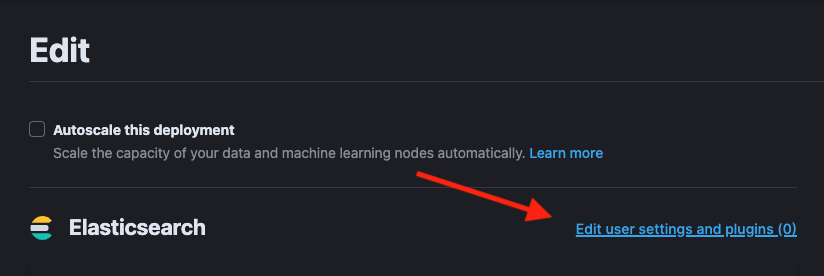 Edit
Autoscale this deployment
Scale the capacity of your data and machine learning nodes automatically. Learn more
Elasticsearch
Edit user settings and plugins (0)